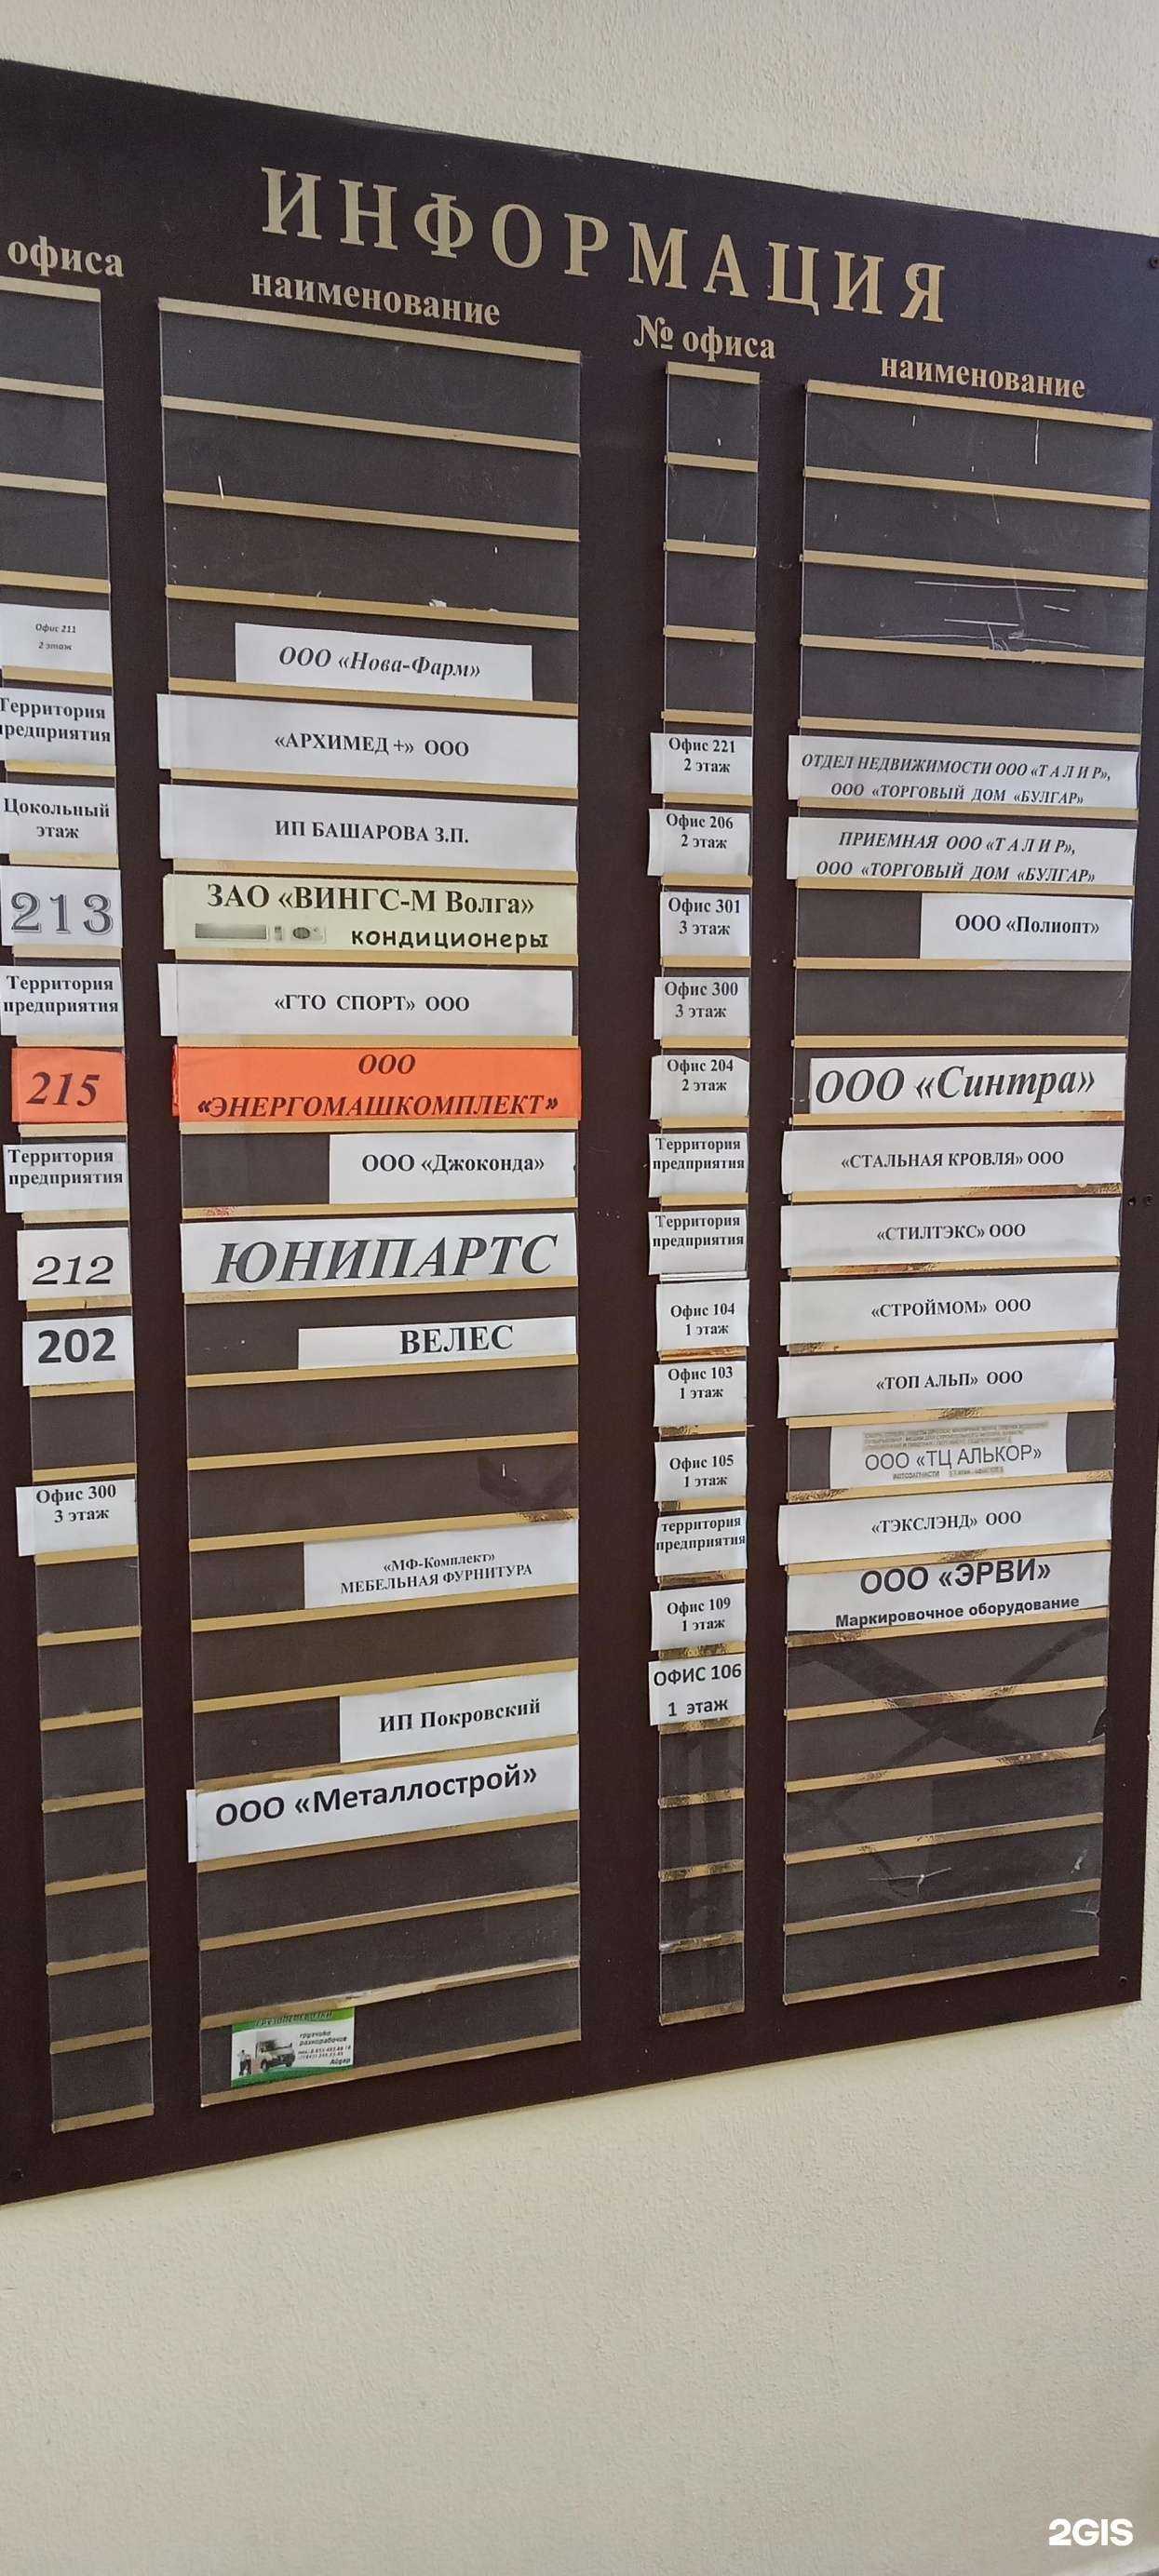 ИНФОРМАЦИЯ
офиса
наименование
№ офиса
наименование
Офис 211
2 этаж
ООО «Нова-Фарм»
Территория
предприятия
«АРХИМЕД +» ООО
Цокольный
этаж
ИП БАШАРОВА З.П.
213
ЗАО «ВИНГС-М Волга»
кондиционеры
Территория
предприятия
«ГТО СПОРТ» ООО
215
ООО
«ЭНЕРГОМАШКОМПЛЕКТ»
Территория
предприятия
ООО «Джоконда»
212
ЮНИПАРТС
202
ВЕЛЕС
Офис 300
3 этаж
«МФ-Комплект»
МЕБЕЛЬНАЯ ФУРНИТУРА
ИП Покровский
ООО «Металлострой»
грузчики
разнорабочие
Айдар
Офис 221
2 этаж
ОТДЕЛ НЕДВИЖИМОСТИ ООО «Т А Л И Р»,
ООО «ТОРГОВЫЙ ДОМ «БУЛГАР»
Офис 206
2 этаж
ПРИЕМНАЯ ООО «Т А Л И Р»,
ООО «ТОРГОВЫЙ ДОМ «БУЛГАР»
Офис 301
3 этаж
ООО «Полиопт»
Офис 300
3 этаж
Офис 204
2 этаж
ООО «Синтра»
Территория
предприятия
«СТАЛЬНАЯ КРОВЛЯ» ООО
Территория
предприятия
«СТИЛТЭКС» ООО
Офис 104
1 этаж
«СТРОЙМОМ» ООО
Офис 103
1 этаж
«ТОП АЛЬП» ООО
Офис 105
1 этаж
ООО «ТЦ АЛЬКОР»
АВТОЗАПЧАСТИ
территория
предприятия
«ТЭКСЛЭНД» ООО
Офис 109
1 этаж
ООО «ЭРВИ»
Маркировочное оборудование
ОФИС 106
1 этаж
2GIS